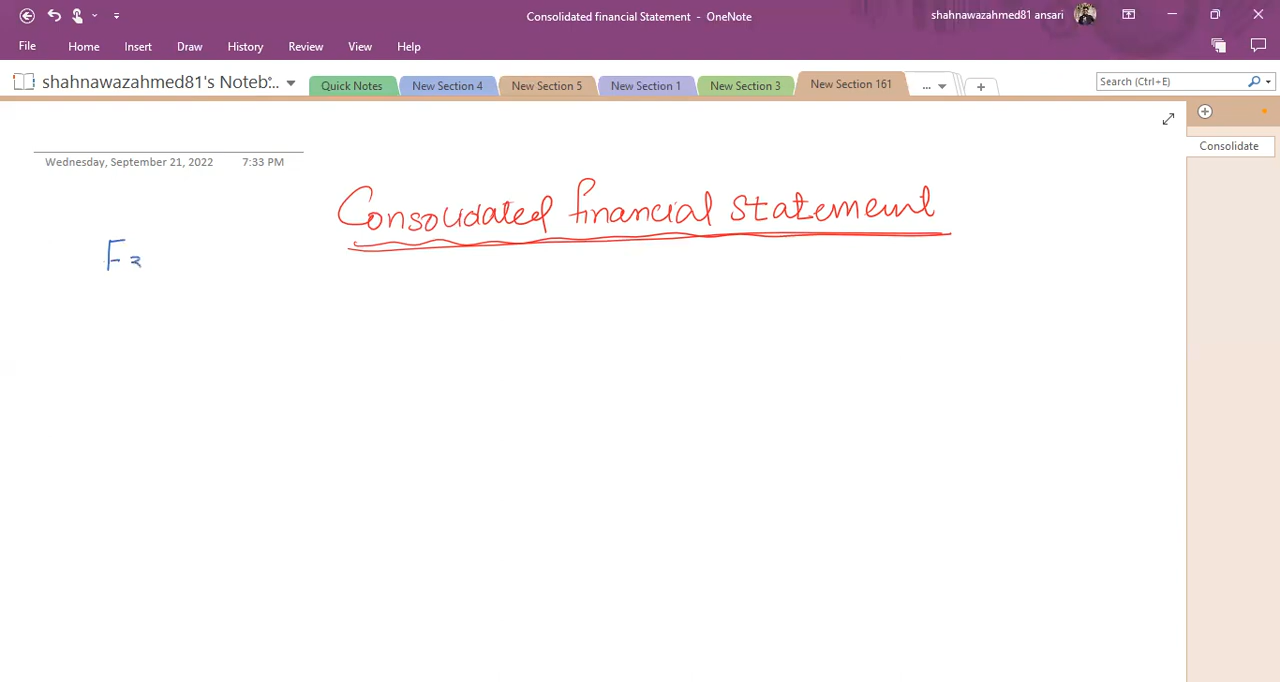 Consolidated financial Statement - OneNote
shahnawazahmed81 ansari
File Home Insert Draw History Review View Help
shahnawazahmed81's Noteb... Quick Notes New Section 4 New Section 5 New Section 1 New Section 3 New Section 161 ... + Search (Ctrl+E)
Consolidate
Wednesday, September 21, 2022 7:33 PM
Consolidated financial statement